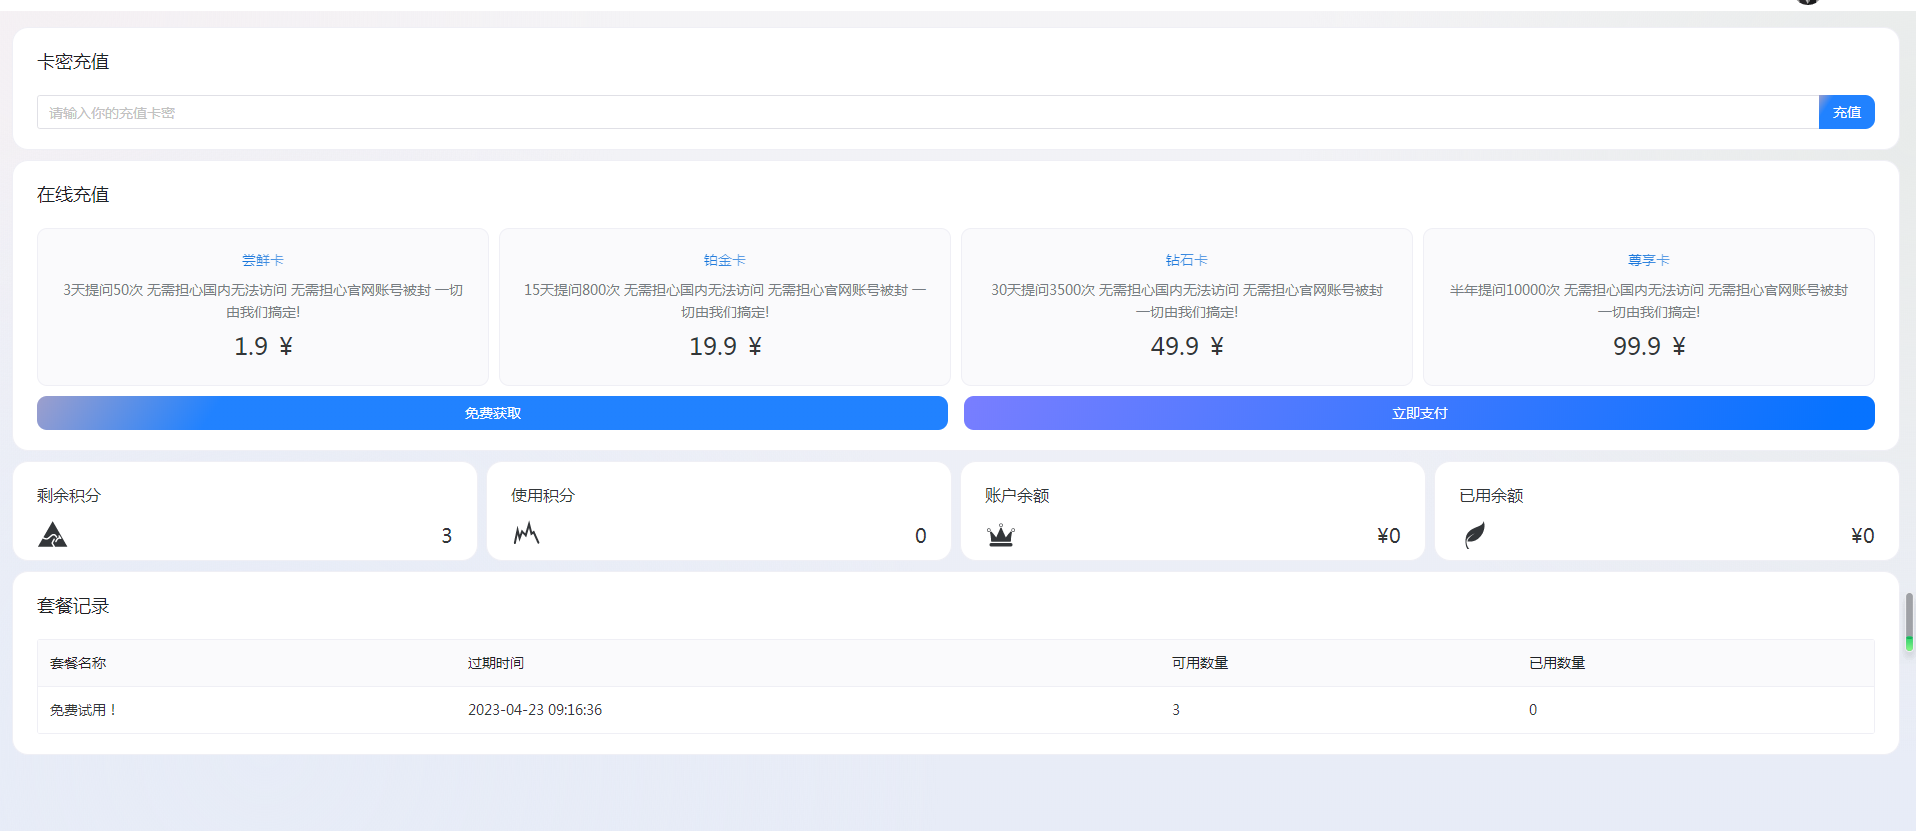 卡密充值
请输入你的充值卡密
充值
在线充值
尝鲜卡
3天提问50次 无需担心国内无法访问 无需担心官网账号被封 一切
由我们搞定!
1.9 ¥
铂金卡
15天提问800次 无需担心国内无法访问 无需担心官网账号被封 一
切由我们搞定!
19.9 ¥
钻石卡
30天提问3500次 无需担心国内无法访问 无需担心官网账号被封
一切由我们搞定!
49.9 ¥
尊享卡
半年提问10000次 无需担心国内无法访问 无需担心官网账号被封
一切由我们搞定!
99.9 ¥
免费获取
立即支付
剩余积分
3
使用积分
0
账户余额
¥0
已用余额
¥0
套餐记录
套餐名称 过期时间 可用数量 已用数量
免费试用！ 2023-04-23 09:16:36 3 0